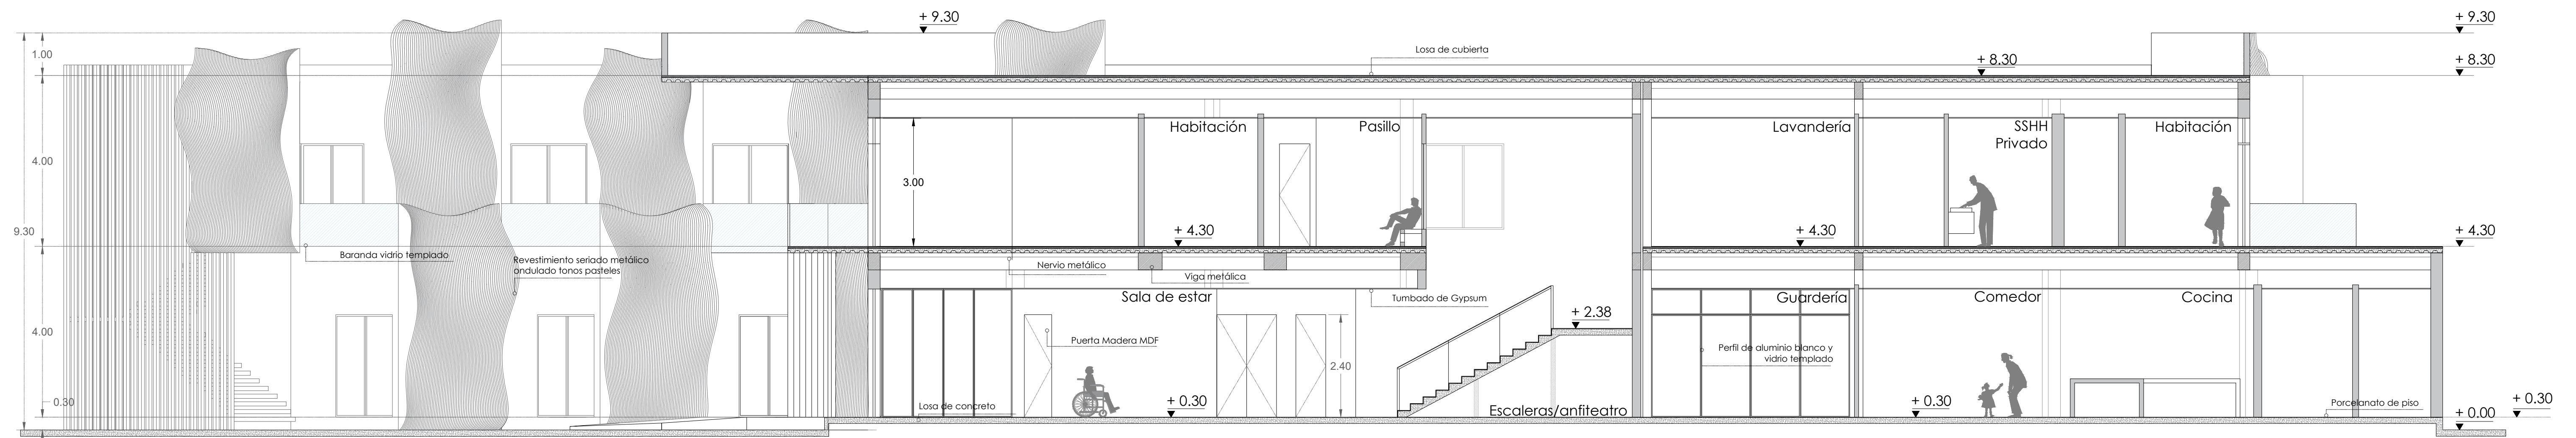 + 9.30
+ 9.30
1.00
Losa de cubierta
+ 8.30
+ 8.30
Habitación
Pasillo
Lavandería
SSHH
Privado
Habitación
4.00
3.00
9.30
+ 4.30
+ 4.30
+ 4.30
Baranda vidrio templado
Revestimiento seriado metálico
ondulado tonos pasteles
Nervio metálico
Viga metálica
Sala de estar
Tumbado de Gypsum
Guardería
Comedor
Cocina
+ 2.38
4.00
Puerta Madera MDF
Perfil de aluminio blanco y
vidrio templado
2.40
0.30
Losa de concreto
+ 0.30
Escaleras/anfiteatro
+ 0.30
Porcelanato de piso
+ 0.30
+ 0.00